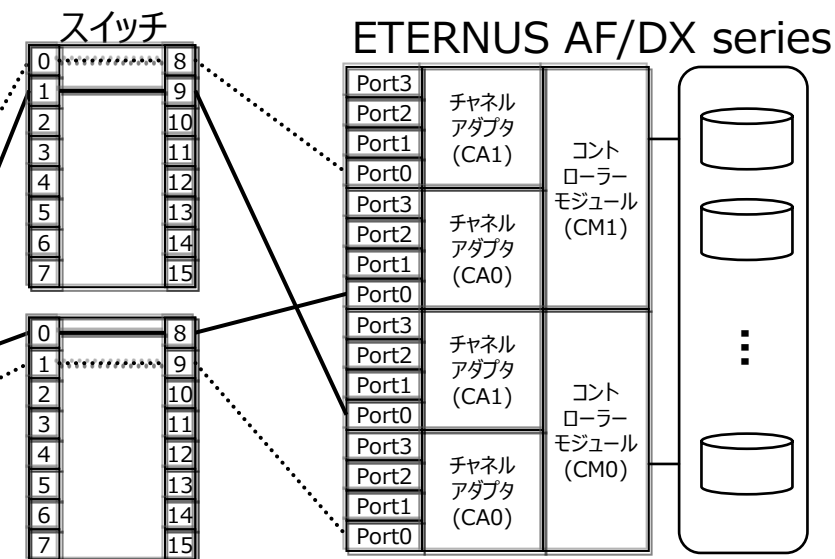 スイッチ
ETERNUS AF/DX series
0
8
1
9
2
10
3
11
4
12
5
13
6
14
7
15
0
8
1
9
2
10
3
11
4
12
5
13
6
14
7
15
Port3
Port2
Port1
Port0
チャネル
アダプタ
(CA1)
Port3
Port2
Port1
Port0
チャネル
アダプタ
(CA0)
コント
ローラー
モジュール
(CM1)
Port3
Port2
Port1
Port0
チャネル
アダプタ
(CA1)
Port3
Port2
Port1
Port0
チャネル
アダプタ
(CA0)
コント
ローラー
モジュール
(CM0)